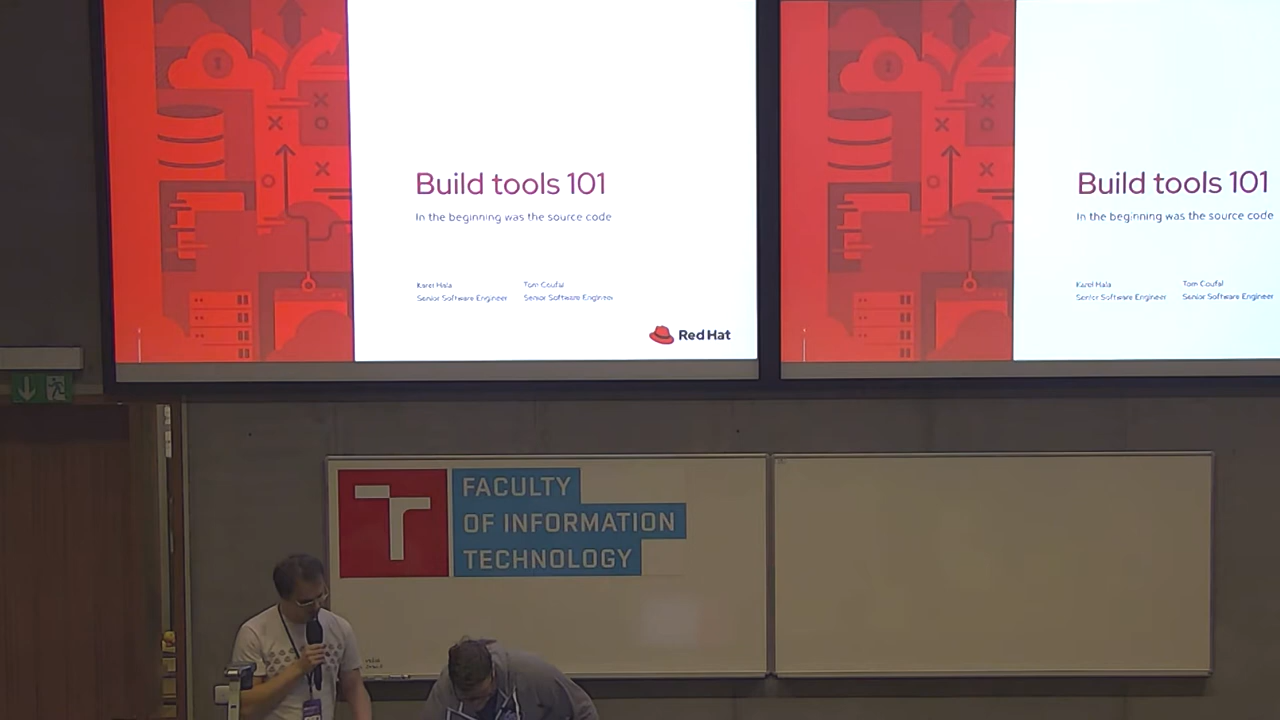 Build tools 101
In the beginning was the source code
Karel Hala
Senior Software Engineer
Tom Coufal
Senior Software Engineer
Red Hat
Build tools 101
In the beginning was the source code
Karel Hala
Senior Software Engineer
Tom Coufal
Senior Software Engineer
FACULTY
OF INFORMATION
TECHNOLOGY